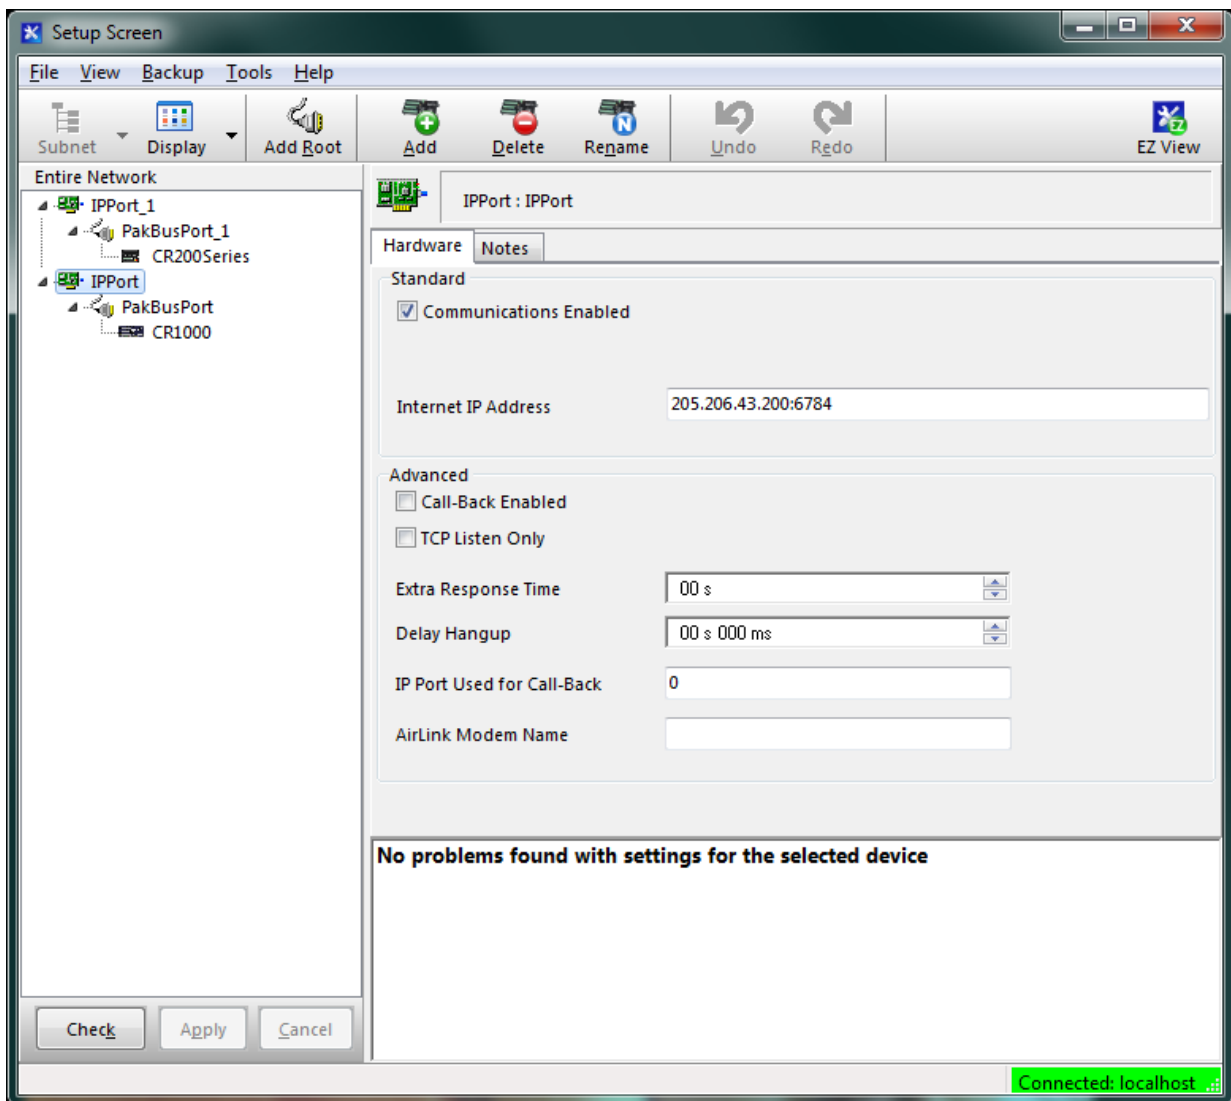 Setup Screen
File View Backup Tools Help
Subnet Display Add Root Add Delete Rename Undo Redo EZ View
Entire Network
IPPort_1
PakBusPort_1
CR200Series
IPPort
PakBusPort
CR1000
IPPort : IPPort
Hardware Notes
Standard
Communications Enabled
Internet IP Address 205.206.43.200:6784
Advanced
Call-Back Enabled
TCP Listen Only
Extra Response Time 00 s
Delay Hangup 00 s 000 ms
IP Port Used for Call-Back 0
AirLink Modem Name
No problems found with settings for the selected device
Check Apply Cancel
Connected: localhost